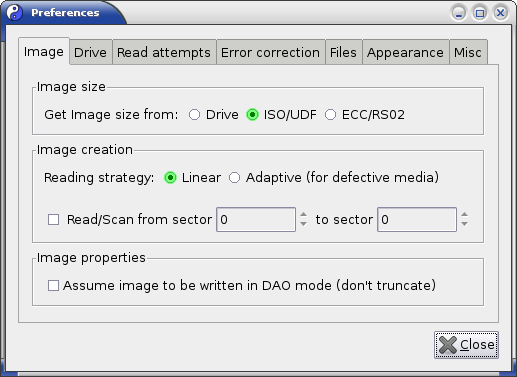 Preferences
Image Drive Read attempts Error correction Files Appearance Misc
Image size
Get Image size from: Drive ISO/UDF ECC/RS02
Image creation
Reading strategy: Linear Adaptive (for defective media)
Read/Scan from sector 0 to sector 0
Image properties
Assume image to be written in DAO mode (don't truncate)
Close